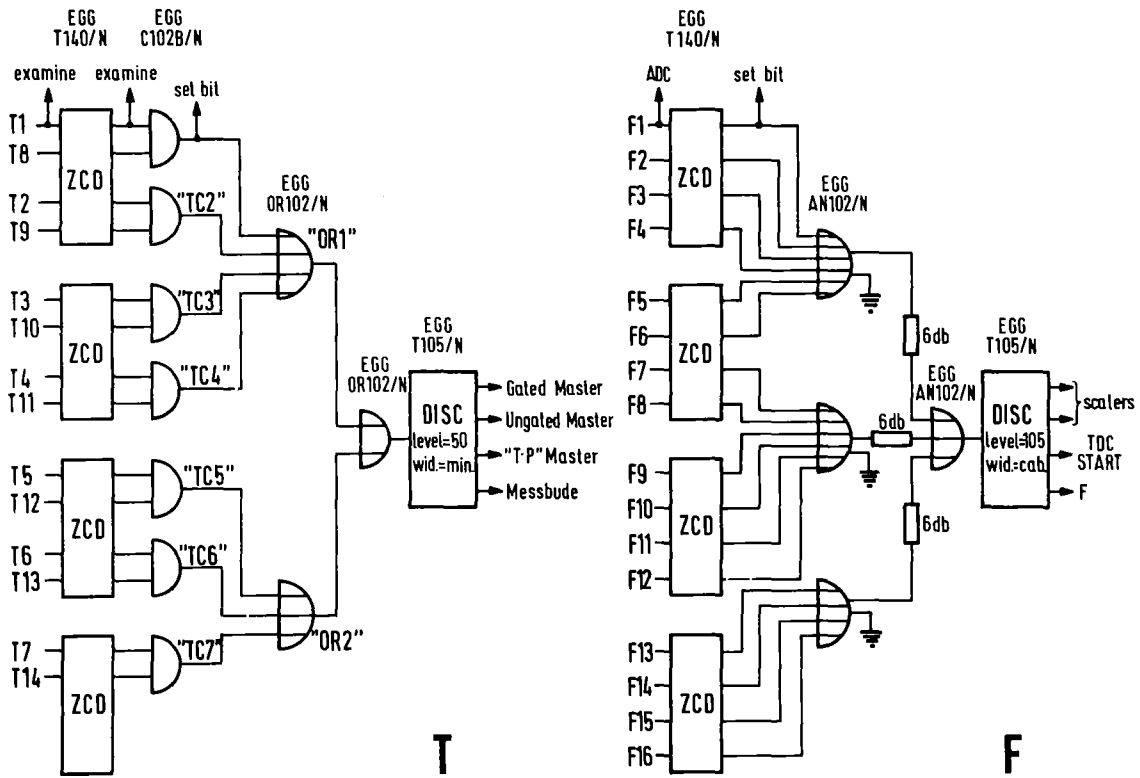 EGG
T140/N
EGG
C102B/N
examine
examine
set bit
T1
T8
T2
T9
ZCD
"TC2"
EGG
OR102/N
"OR1"
T3
T10
T4
T11
ZCD
"TC3"
"TC4"
EGG
OR102/N
EGG
T105/N
DISC
level=50
wid.=min.
Gated Master
Ungated Master
"T·P" Master
Messbude
T5
T12
T6
T13
ZCD
"TC5"
"TC6"
T7
T14
ZCD
"TC7"
"OR2"
T
EGG
T140/N
ADC
set bit
F1
F2
F3
F4
ZCD
EGG
AN102/N
F5
F6
F7
F8
ZCD
6db
6db
EGG
AN102/N
EGG
T105/N
DISC
level=105
wid=cab.
scalers
TDC
START
F
F9
F10
F11
F12
ZCD
6db
F13
F14
F15
F16
ZCD
F